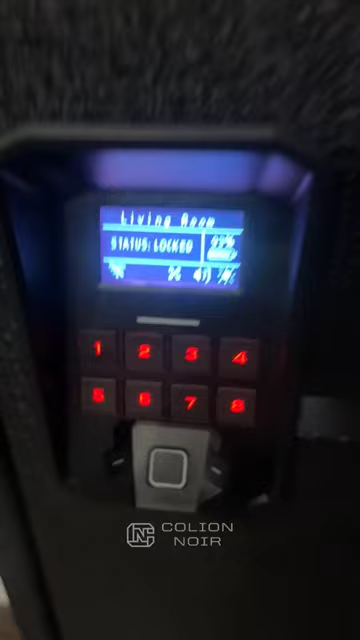 Living Room
STATUS: LOCKED
1 2 3 4
5 6 7 8
COLION
NOIR